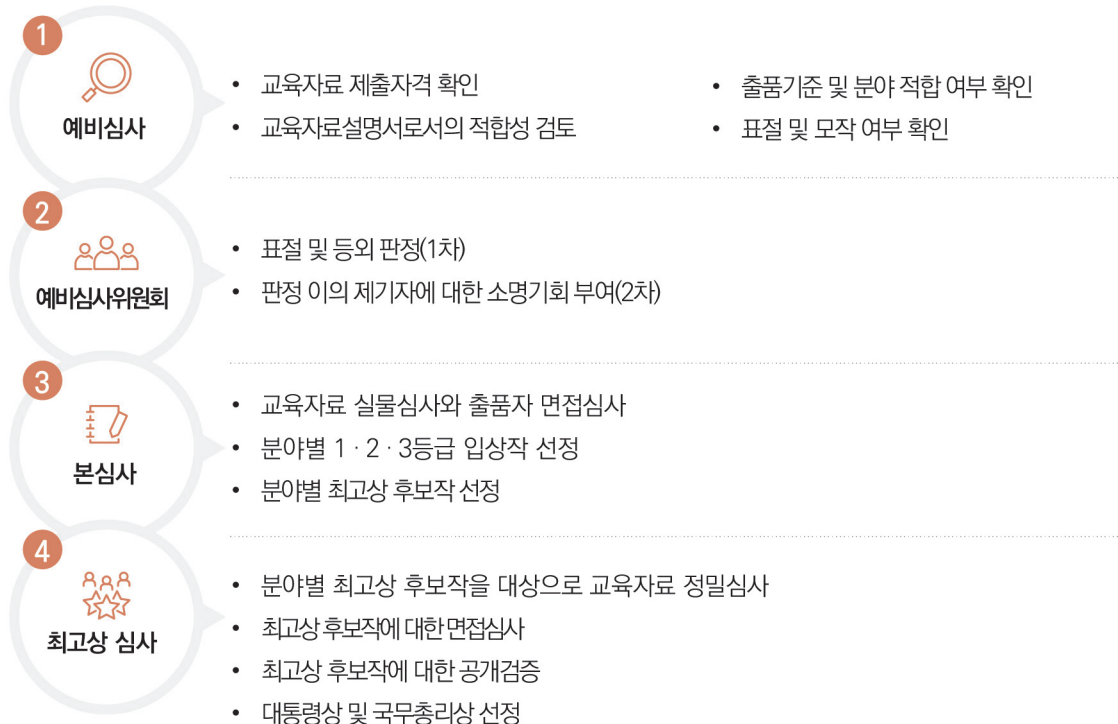 1
예비심사
• 교육자료 제출자격 확인
• 교육자료설명서로서의 적합성 검토
• 출품기준 및 분야 적합 여부 확인
• 표절 및 모작 여부 확인
2
예비심사위원회
• 표절 및 등외 판정(1차)
• 판정 이의 제기자에 대한 소명기회 부여(2차)
3
본심사
• 교육자료 실물심사와 출품자 면접심사
• 분야별 1 · 2 · 3등급 입상작 선정
• 분야별 최고상 후보작 선정
4
최고상 심사
• 분야별 최고상 후보작을 대상으로 교육자료 정밀심사
• 최고상 후보작에 대한 면접심사
• 최고상 후보작에 대한 공개검증
• 대통령상 및 국무총리상 선정